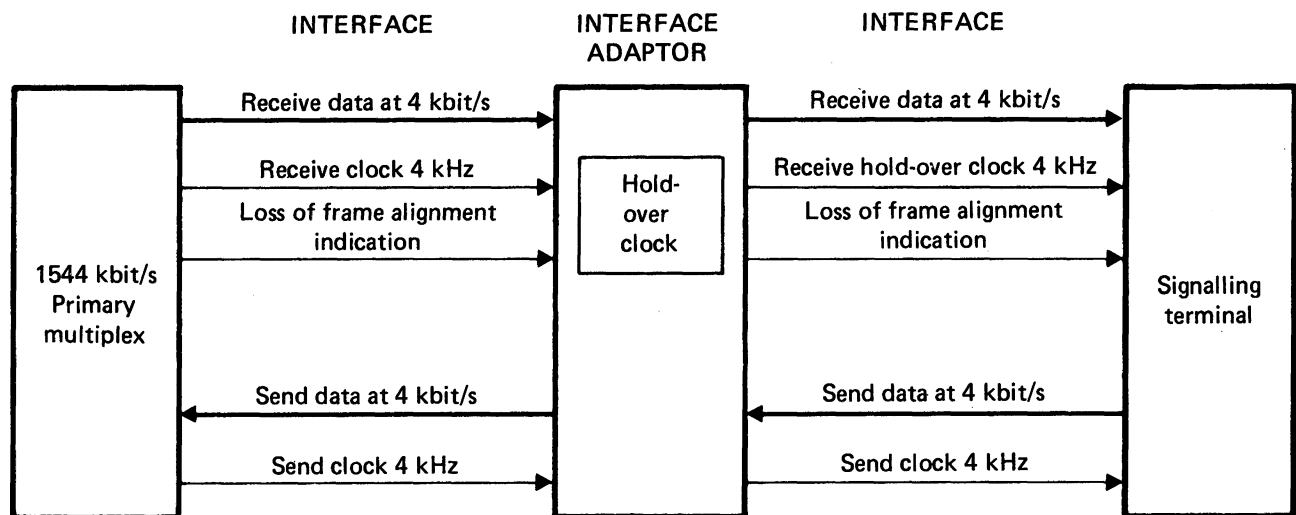 INTERFACE
INTERFACE
ADAPTOR
INTERFACE
Receive data at 4 kbit/s
Receive data at 4 kbit/s
Receive clock 4 kHz
Receive hold-over clock 4 kHz
Loss of frame alignment
indication
Hold-
over
clock
Loss of frame alignment
indication
1544 kbit/s
Primary
multiplex
Signalling
terminal
Send data at 4 kbit/s
Send data at 4 kbit/s
Send clock 4 kHz
Send clock 4 kHz